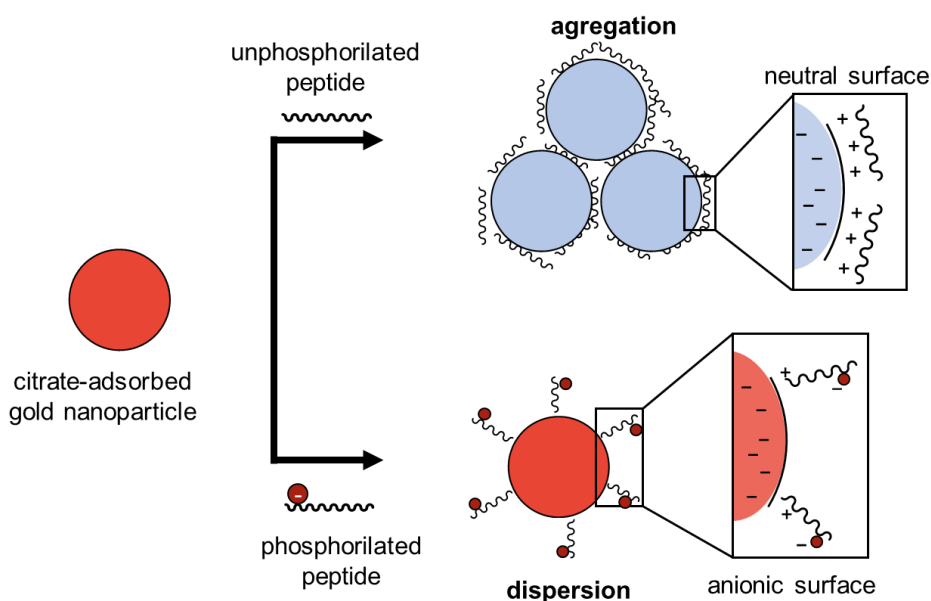 agregation
unphosphorilated
peptide
neutral surface
+
+
+
+
+
+
−
−
−
−
−
−
citrate-adsorbed
gold nanoparticle
-
phosphorilated
peptide
dispersion
+
−
−
−
−
−
−
−
+
−
anionic surface